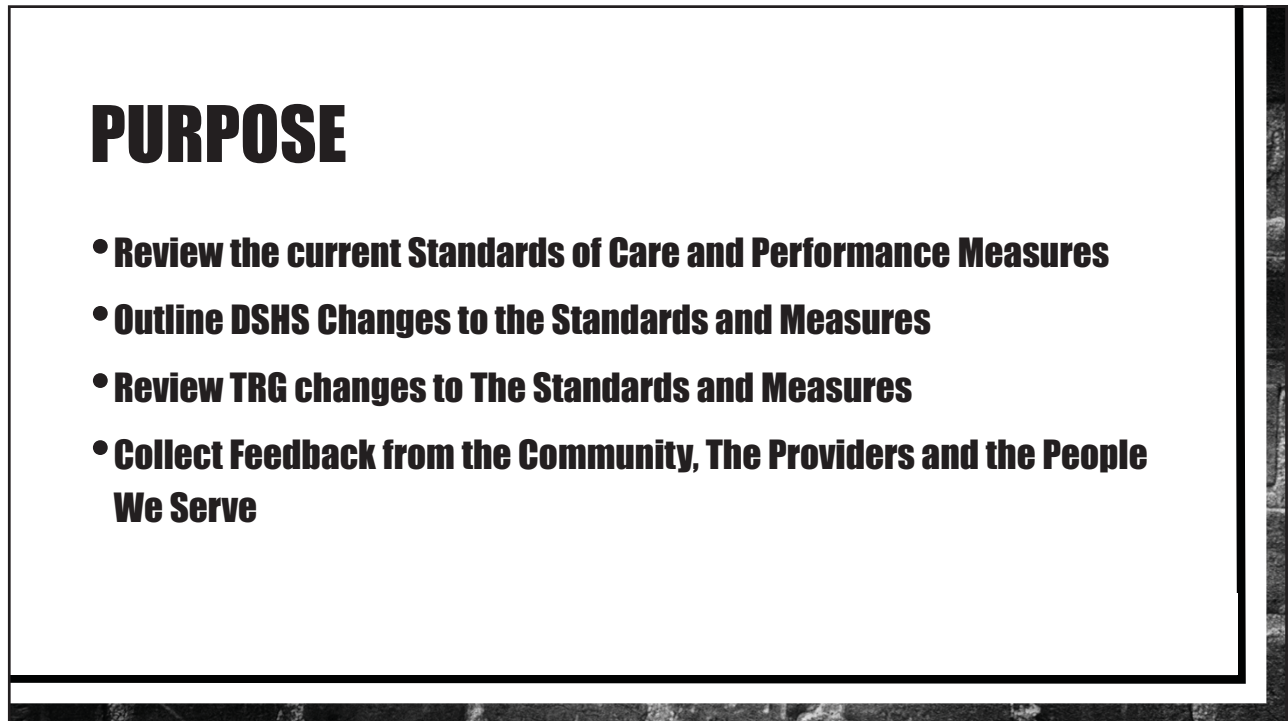 PURPOSE
• Review the current Standards of Care and Performance Measures
• Outline DSHS Changes to the Standards and Measures
• Review TRG changes to The Standards and Measures
• Collect Feedback from the Community, The Providers and the People
We Serve